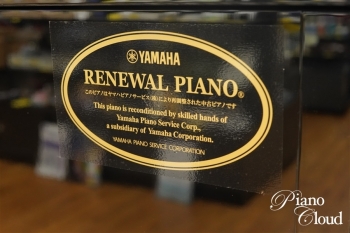 YAMAHA
RENEWAL PIANO®
このピアノはヤマハピアノサービス(株)により再調整された中古ピアノです
This piano is reconditioned by skilled hands of
Yamaha Piano Service Corp.,
a subsidiary of Yamaha Corporation.
YAMAHA PIANO SERVICE CORPORATION
Piano
Cloud